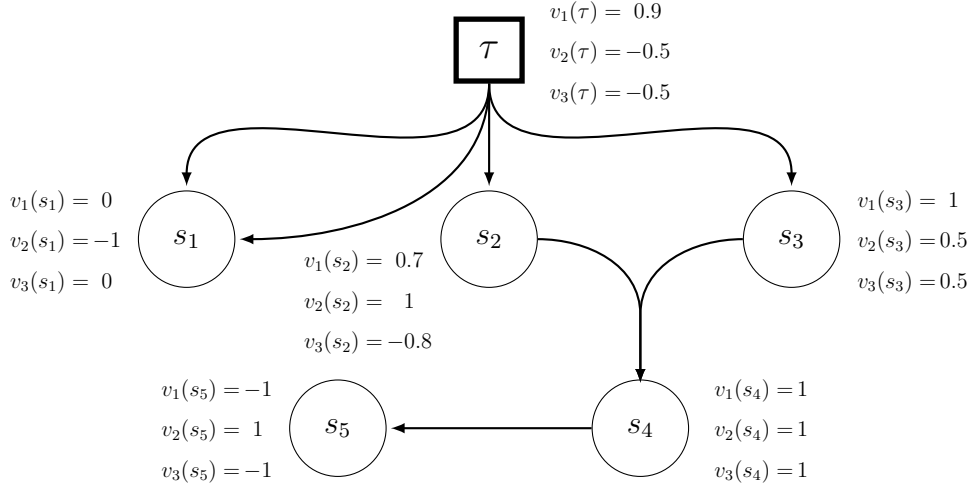 τ
v₁(τ) = 0.9
v₂(τ) = −0.5
v₃(τ) = −0.5
v₁(s₁) = 0
v₂(s₁) = −1
v₃(s₁) = 0
s₁
s₂
v₁(s₂) = 0.7
v₂(s₂) = 1
v₃(s₂) = −0.8
s₃
v₁(s₃) = 1
v₂(s₃) = 0.5
v₃(s₃) = 0.5
v₁(s₅) = −1
v₂(s₅) = 1
v₃(s₅) = −1
s₅
s₄
v₁(s₄) = 1
v₂(s₄) = 1
v₃(s₄) = 1